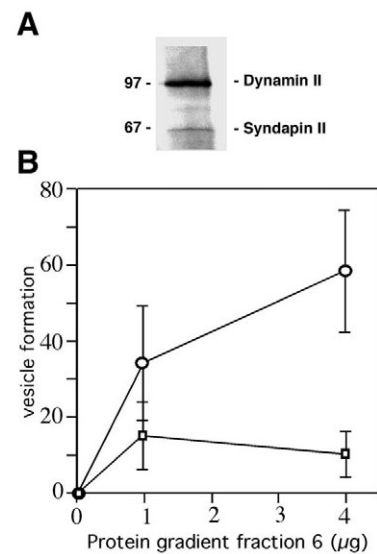 A
97 - - Dynamin II
67 - - Syndapin II
B
80
60
40
20
0
vesicle formation
0 1 2 3 4
Protein gradient fraction 6 (µg)